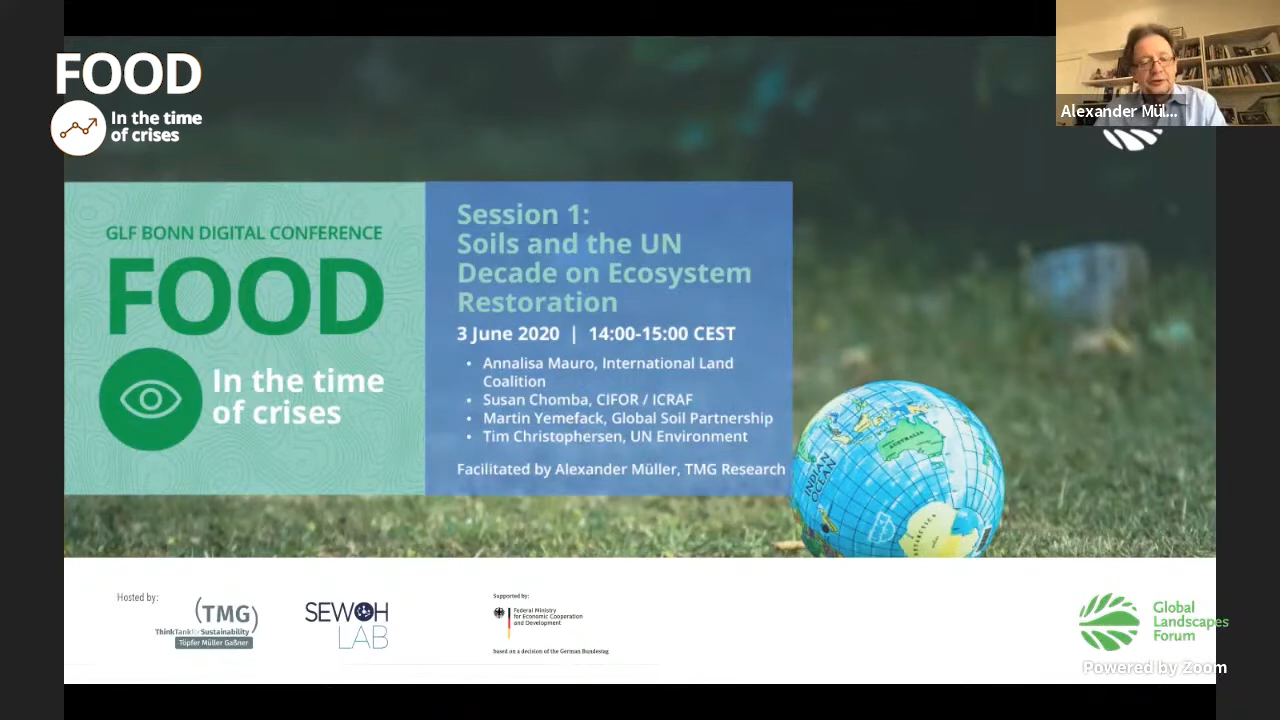 FOOD
In the time
of crises
Alexander Mül...
GLF BONN DIGITAL CONFERENCE
FOOD
In the time
of crises
Session 1:
Soils and the UN
Decade on Ecosystem
Restoration
3 June 2020 | 14:00-15:00 CEST
• Annalisa Mauro, International Land
Coalition
• Susan Chomba, CIFOR / ICRAF
• Martin Yemefack, Global Soil Partnership
• Tim Christophersen, UN Environment
Facilitated by Alexander Müller, TMG Research
AUSTRALIA
INDIAN
OCEAN
ANTARCTICA
Hosted by:
TMG
ThinkTankforSustainability
Töpfer Müller Gaßner
SEWOH
LAB
Supported by:
Federal Ministry
for Economic Cooperation
and Development
based on a decision of the German Bundestag
Global
Landscapes
Forum
Powered by Zoom